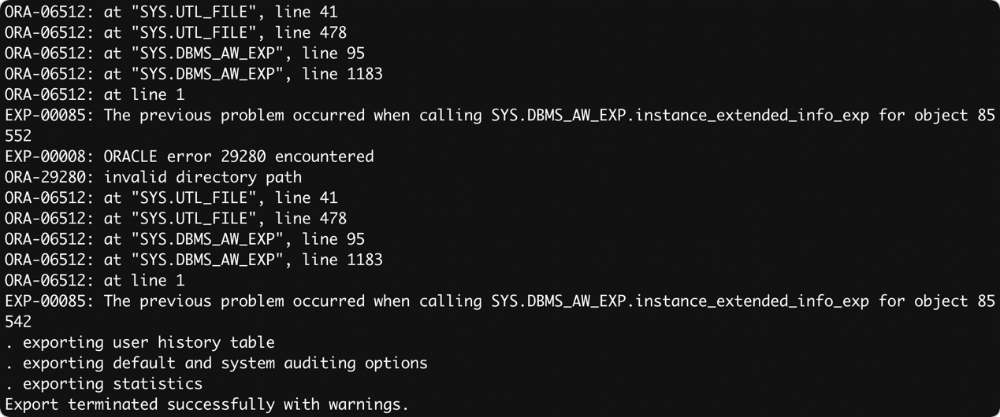 ORA-06512: at "SYS.UTL_FILE", line 41
ORA-06512: at "SYS.UTL_FILE", line 478
ORA-06512: at "SYS.DBMS_AW_EXP", line 95
ORA-06512: at "SYS.DBMS_AW_EXP", line 1183
ORA-06512: at line 1
EXP-00085: The previous problem occurred when calling SYS.DBMS_AW_EXP.instance_extended_info_exp for object 85
552
EXP-00008: ORACLE error 29280 encountered
ORA-29280: invalid directory path
ORA-06512: at "SYS.UTL_FILE", line 41
ORA-06512: at "SYS.UTL_FILE", line 478
ORA-06512: at "SYS.DBMS_AW_EXP", line 95
ORA-06512: at "SYS.DBMS_AW_EXP", line 1183
ORA-06512: at line 1
EXP-00085: The previous problem occurred when calling SYS.DBMS_AW_EXP.instance_extended_info_exp for object 85
542
. exporting user history table
. exporting default and system auditing options
. exporting statistics
Export terminated successfully with warnings.